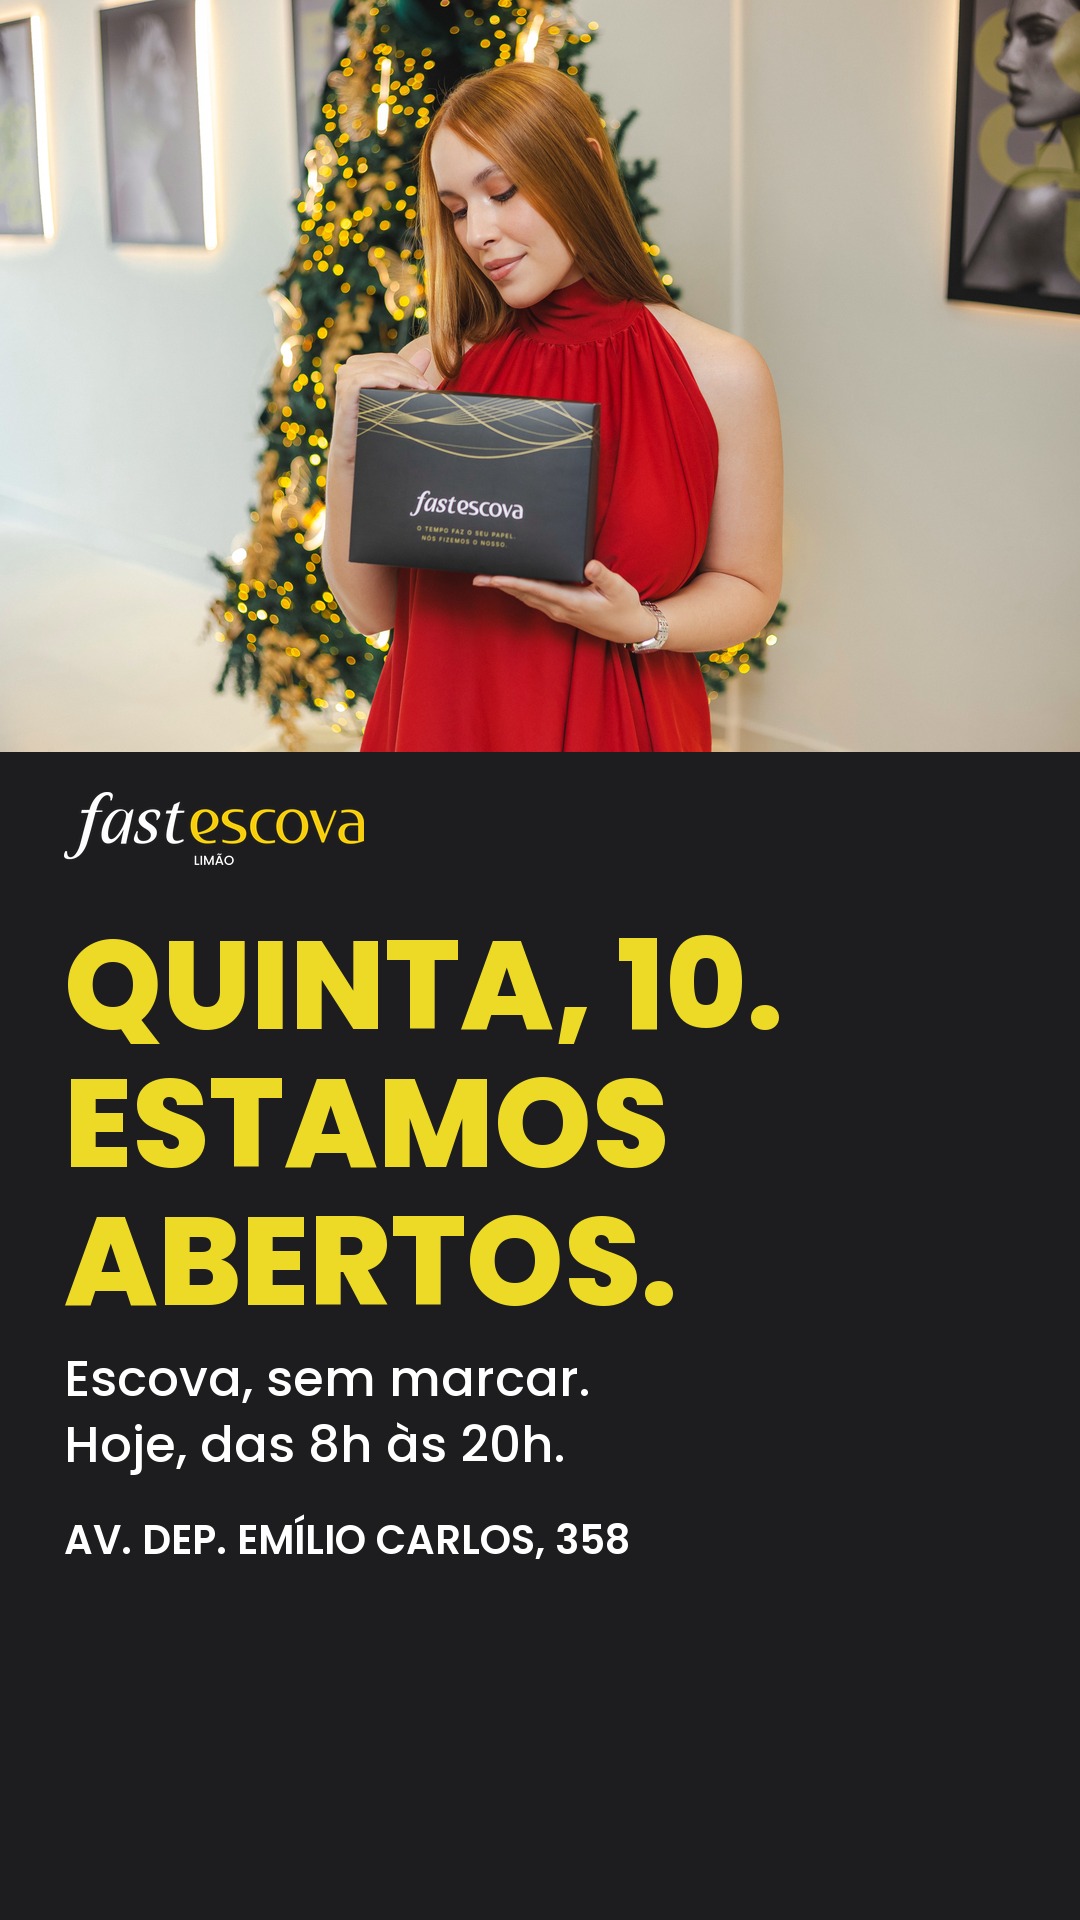 fastescova
O TEMPO FAZ O SEU PAPEL.
NÓS FIZEMOS O NOSSO.
fastescova
LIMÃO
QUINTA, 10.
ESTAMOS
ABERTOS.
Escova, sem marcar.
Hoje, das 8h às 20h.
AV. DEP. EMÍLIO CARLOS, 358